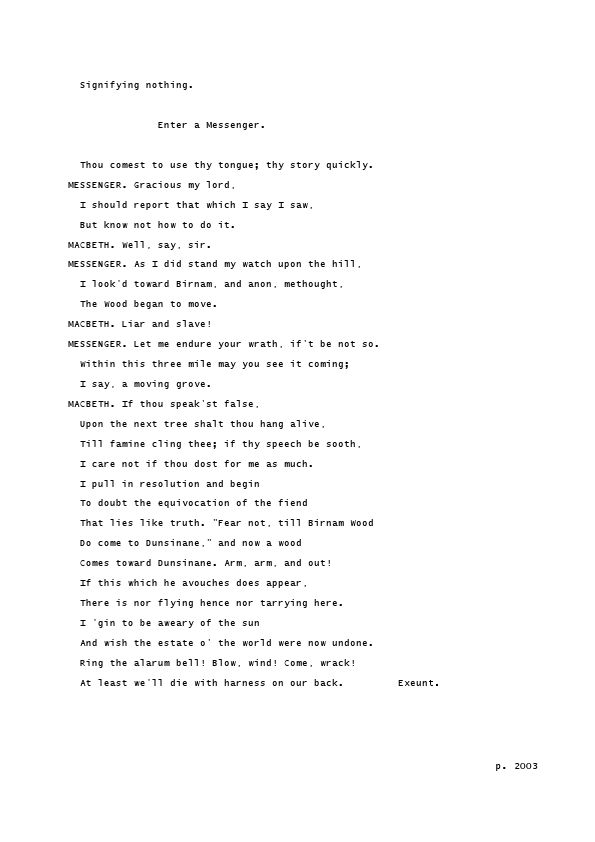 Signifying nothing.
Enter a Messenger.
Thou comest to use thy tongue; thy story quickly.
MESSENGER. Gracious my lord,
I should report that which I say I saw,
But know not how to do it.
MACBETH. Well, say, sir.
MESSENGER. As I did stand my watch upon the hill,
I look'd toward Birnam, and anon, methought,
The Wood began to move.
MACBETH. Liar and slave!
MESSENGER. Let me endure your wrath, if't be not so.
Within this three mile may you see it coming;
I say, a moving grove.
MACBETH. If thou speak'st false,
Upon the next tree shalt thou hang alive,
Till famine cling thee; if thy speech be sooth,
I care not if thou dost for me as much.
I pull in resolution and begin
To doubt the equivocation of the fiend
That lies like truth. "Fear not, till Birnam Wood
Do come to Dunsinane," and now a wood
Comes toward Dunsinane. Arm, arm, and out!
If this which he avouches does appear,
There is nor flying hence nor tarrying here.
I 'gin to be aweary of the sun
And wish the estate o' the world were now undone.
Ring the alarum bell! Blow, wind! Come, wrack!
At least we'll die with harness on our back. Exeunt.
p. 2003